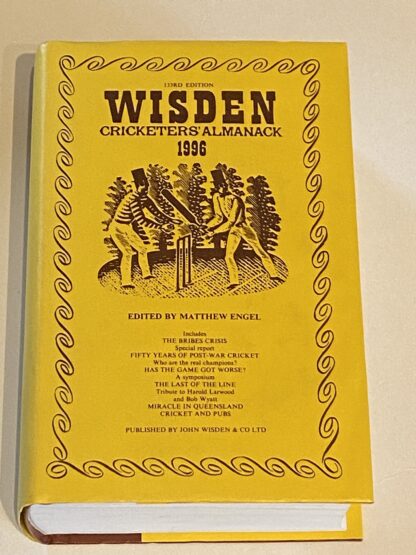 133RD EDITION
WISDEN
CRICKETERS' ALMANACK
1996
EDITED BY MATTHEW ENGEL
Includes
THE BRIBES CRISIS
Special report
FIFTY YEARS OF POST-WAR CRICKET
Who are the real champions?
HAS THE GAME GOT WORSE?
A symposium
THE LAST OF THE LINE
Tribute to Harold Larwood
and Bob Wyatt
MIRACLE IN QUEENSLAND
CRICKET AND PUBS
PUBLISHED BY JOHN WISDEN & CO LTD